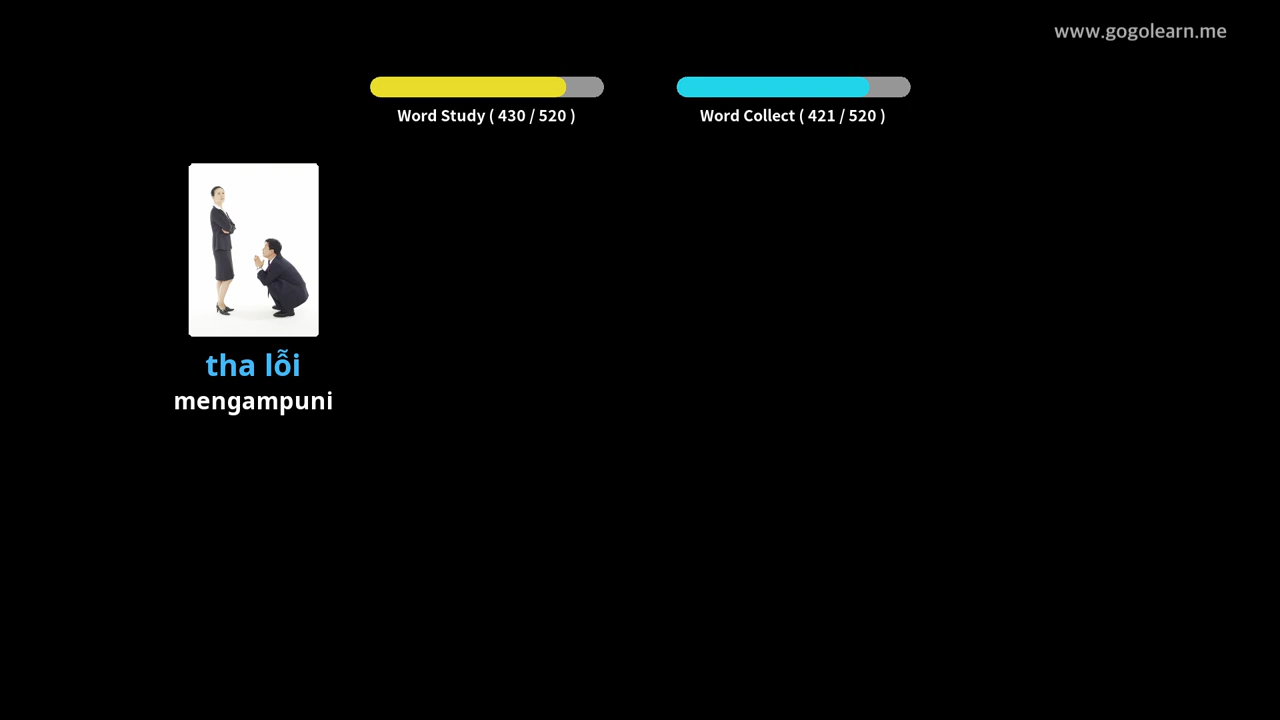 www.gogolearn.me
Word Study ( 430 / 520 )
Word Collect ( 421 / 520 )
tha lỗi
mengampuni